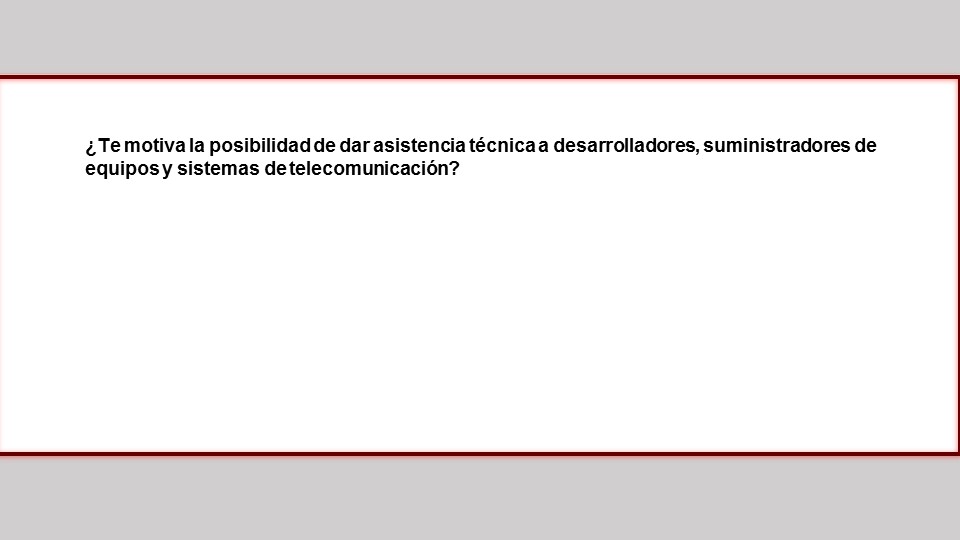 ¿Te motiva la posibilidad de dar asistencia técnica a desarrolladores, suministradores de
equipos y sistemas de telecomunicación?